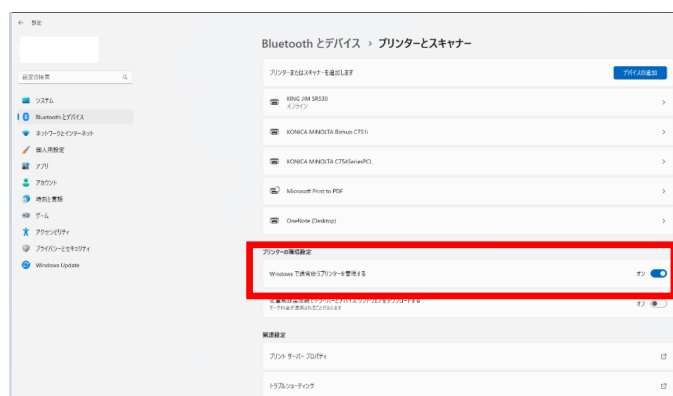 ← 設定
Bluetooth とデバイス › プリンターとスキャナー
設定の検索
システム
Bluetooth とデバイス
ネットワークとインターネット
個人用設定
アプリ
アカウント
時刻と言語
ゲーム
アクセシビリティ
プライバシーとセキュリティ
Windows Update
プリンターまたはスキャナーを追加します
デバイスの追加
KING JIM SR530
オフライン
KONICA MINOLTA Bizhub C751i
KONICA MINOLTA C754SeriesPCL
Microsoft Print to PDF
OneNote (Desktop)
プリンターの環境設定
Windows で通常使うプリンターを管理する
オン
従量制課金接続でドライバーとデバイス ソフトウェアをダウンロードする
データ料金が適用されることがあります
オフ
関連設定
プリント サーバー プロパティ
トラブルシューティング